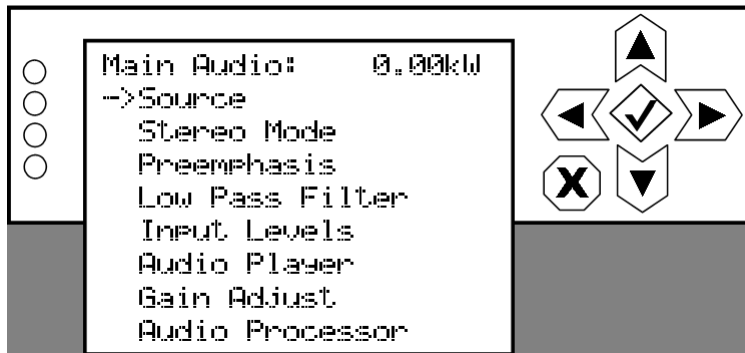 Main Audio: 0.00kW
->Source
Stereo Mode
Preemphasis
Low Pass Filter
Input Levels
Audio Player
Gain Adjust
Audio Processor
X